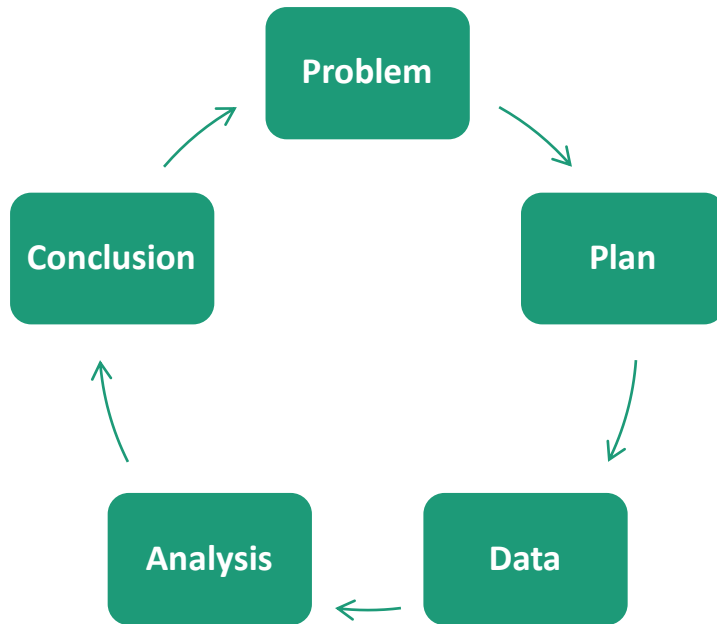 Problem
Plan
Data
Analysis
Conclusion